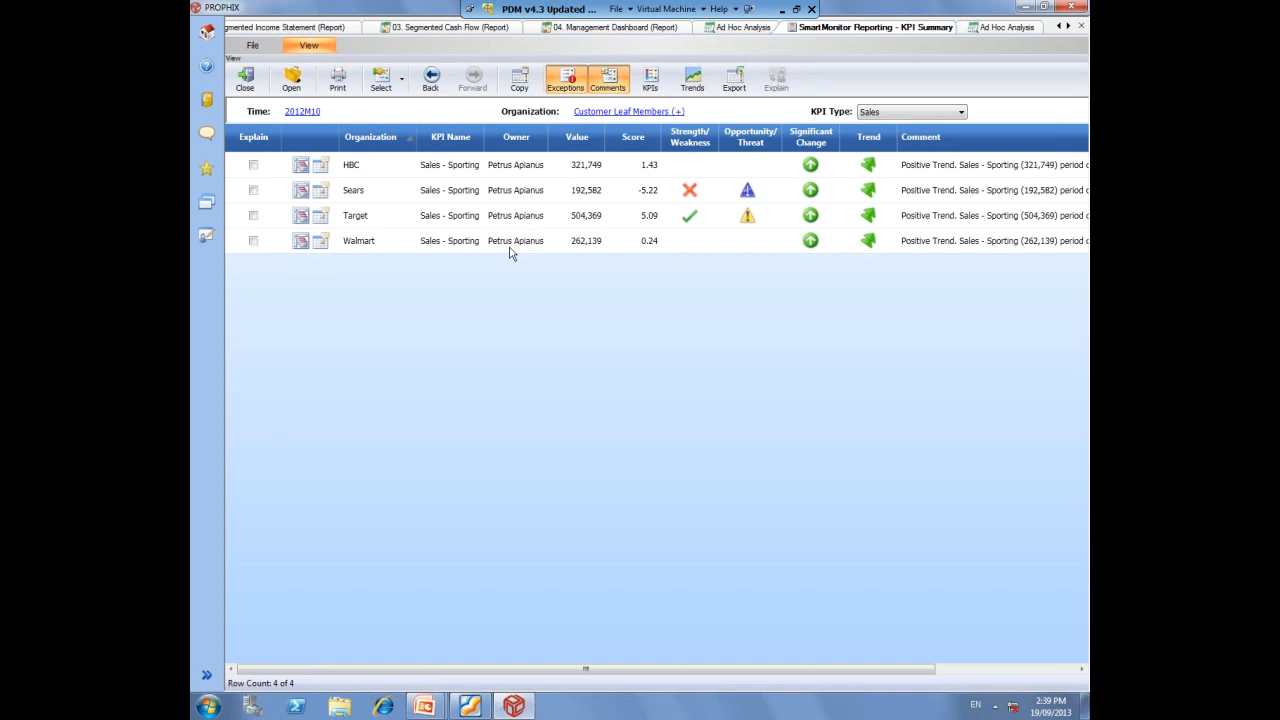 PROPHIX
PDM v4.3 Updated ... File Virtual Machine Help
gmented Income Statement (Report) 03. Segmented Cash Flow (Report) 04. Management Dashboard (Report) Ad Hoc Analysis SmartMonitor Reporting - KPI Summary Ad Hoc Analysis
File View
View
Close Open Print Select Back Forward Copy Exceptions Comments KPIs Trends Export Explain
Time: 2012M10 Organization: Customer Leaf Members (+) KPI Type: Sales
Explain Organization KPI Name Owner Value Score Strength/ Weakness Opportunity/ Threat Significant Change Trend Comment
HBC Sales - Sporting Petrus Apianus 321,749 1.43 Positive Trend. Sales - Sporting (321,749) period c
Sears Sales - Sporting Petrus Apianus 192,582 -5.22 Positive Trend. Sales - Sporting (192,582) period c
Target Sales - Sporting Petrus Apianus 504,369 5.09 Positive Trend. Sales - Sporting (504,369) period c
Walmart Sales - Sporting Petrus Apianus 262,139 0.24 Positive Trend. Sales - Sporting (262,139) period c
Row Count: 4 of 4
EN 2:39 PM
19/09/2013